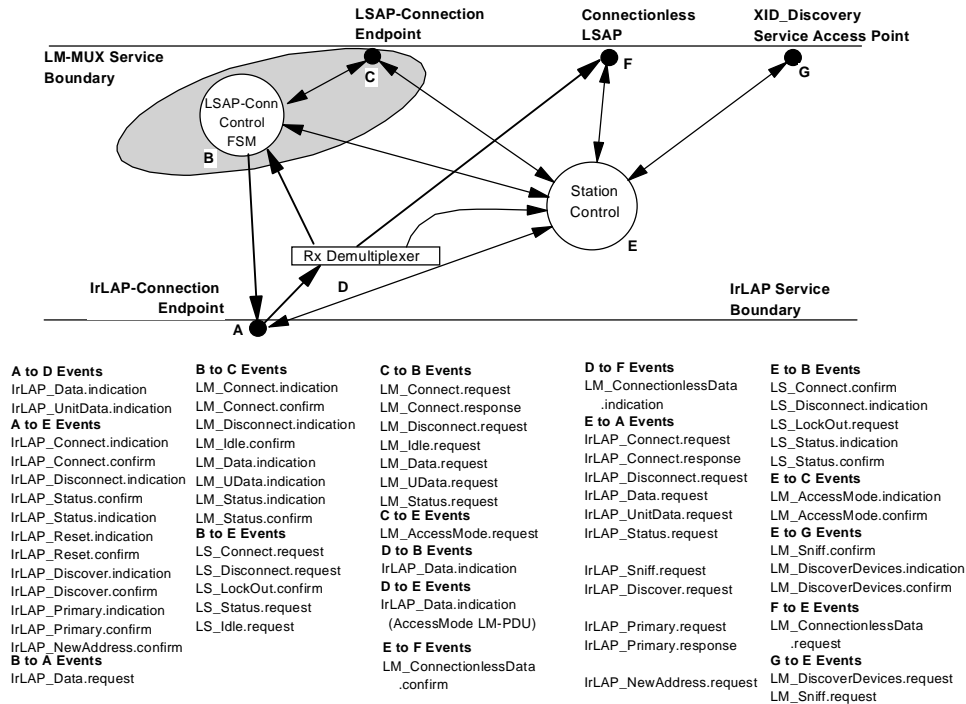 LSAP-Connection
Endpoint
Connectionless
LSAP
XID_Discovery
Service Access Point
LM-MUX Service
Boundary
C
F
G
LSAP-Conn
Control
FSM
B
Station
Control
E
Rx Demultiplexer
D
IrLAP-Connection
Endpoint
IrLAP Service
Boundary
A
A to D Events
IrLAP_Data.indication
IrLAP_UnitData.indication
A to E Events
IrLAP_Connect.indication
IrLAP_Connect.confirm
IrLAP_Disconnect.indication
IrLAP_Status.confirm
IrLAP_Status.indication
IrLAP_Reset.indication
IrLAP_Reset.confirm
IrLAP_Discover.indication
IrLAP_Discover.confirm
IrLAP_Primary.indication
IrLAP_Primary.confirm
IrLAP_NewAddress.confirm
B to A Events
IrLAP_Data.request
B to C Events
LM_Connect.indication
LM_Connect.confirm
LM_Disconnect.indication
LM_Idle.confirm
LM_Data.indication
LM_UData.indication
LM_Status.indication
LM_Status.confirm
B to E Events
LS_Connect.request
LS_Disconnect.request
LS_LockOut.confirm
LS_Status.request
LS_Idle.request
C to B Events
LM_Connect.request
LM_Connect.response
LM_Disconnect.request
LM_Idle.request
LM_Data.request
LM_UData.request
LM_Status.request
C to E Events
LM_AccessMode.request
D to B Events
IrLAP_Data.indication
D to E Events
IrLAP_Data.indication
(AccessMode LM-PDU)
E to F Events
LM_ConnectionlessData
.confirm
D to F Events
LM_ConnectionlessData
.indication
E to A Events
IrLAP_Connect.request
IrLAP_Connect.response
IrLAP_Disconnect.request
IrLAP_Data.request
IrLAP_UnitData.request
IrLAP_Status.request
IrLAP_Sniff.request
IrLAP_Discover.request
IrLAP_Primary.request
IrLAP_Primary.response
IrLAP_NewAddress.request
E to B Events
LS_Connect.confirm
LS_Disconnect.indication
LS_LockOut.request
LS_Status.indication
LS_Status.confirm
E to C Events
LM_AccessMode.indication
LM_AccessMode.confirm
E to G Events
LM_Sniff.confirm
LM_DiscoverDevices.indication
LM_DiscoverDevices.confirm
F to E Events
LM_ConnectionlessData
.request
G to E Events
LM_DiscoverDevices.request
LM_Sniff.request